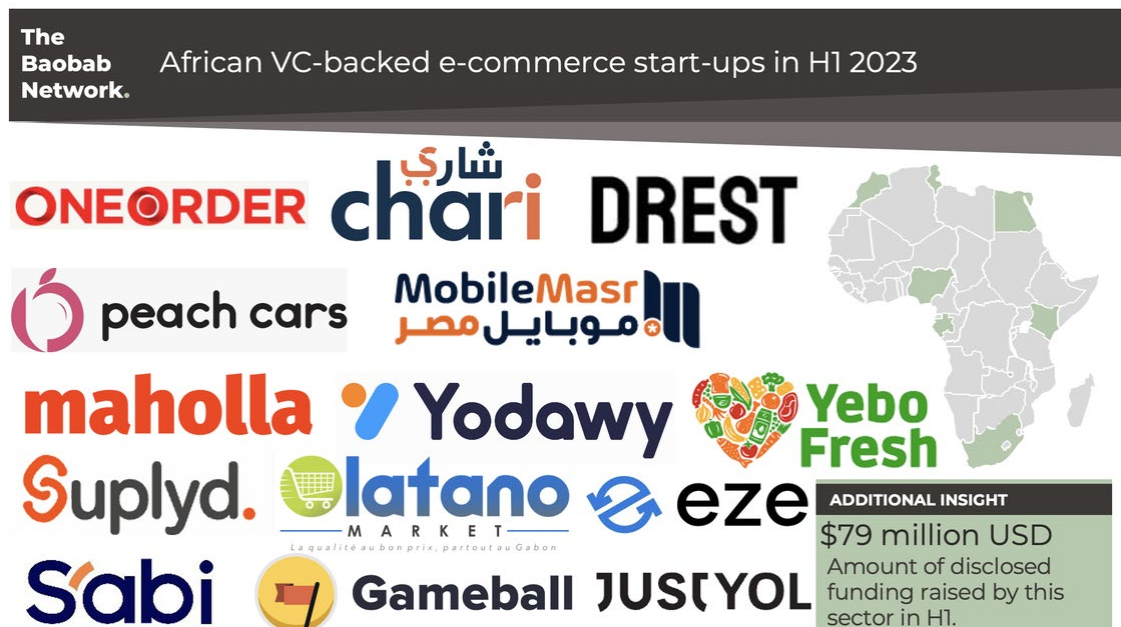 The
Baobab
Network.
African VC-backed e-commerce start-ups in H1 2023
ONEORDER
شاري
chari
DREST
peach cars
MobileMasr
موبايل مصر
maholla
Yodawy
Yebo
Fresh
Suplyd.
Olatano
MARKET
La qualité au bon prix, partout au Gabon
eze
ADDITIONAL INSIGHT
$79 million USD
Amount of disclosed
funding raised by this
sector in H1.
Sabi
Gameball
JUSTYOL